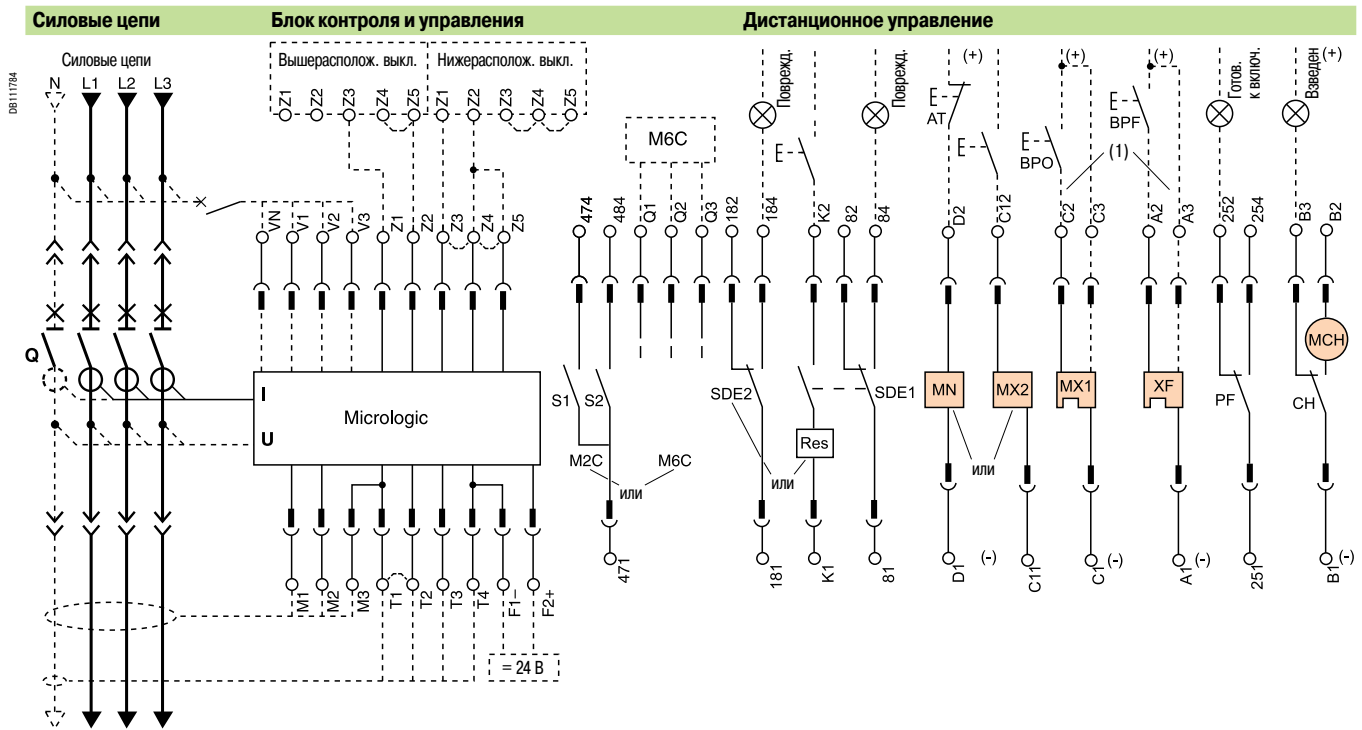 Силовые цепи Блок контроля и управления Дистанционное управление
DB111784
Силовые цепи
N L1 L2 L3
Вышерасполож. выкл. Нижерасполож. выкл.
Z1 Z2 Z3 Z4 Z5 Z1 Z2 Z3 Z4 Z5
M6C
Поврежд. Поврежд. (+) (+) (+) Готов. к включ. Взведен (+)
AT BPO BPF
(1)
VN V1 V2 V3 Z1 Z2 Z3 Z4 Z5
474 484 Q1 Q2 Q3 182 184 K2 82 84 D2 C12 C2 C3 A2 A3 252 254 B3 B2
Q
I
U
Micrologic
S1 S2 SDE2 SDE1 MN MX2 MX1 XF PF MCH CH
Res
M2C или M6C
или
или
M1 M2 M3 T1 T2 T3 T4 F1− F2+
471 181 K1 81 D1 (-) C11 C1 (-) A1 (-) 251 B1 (-)
= 24 В